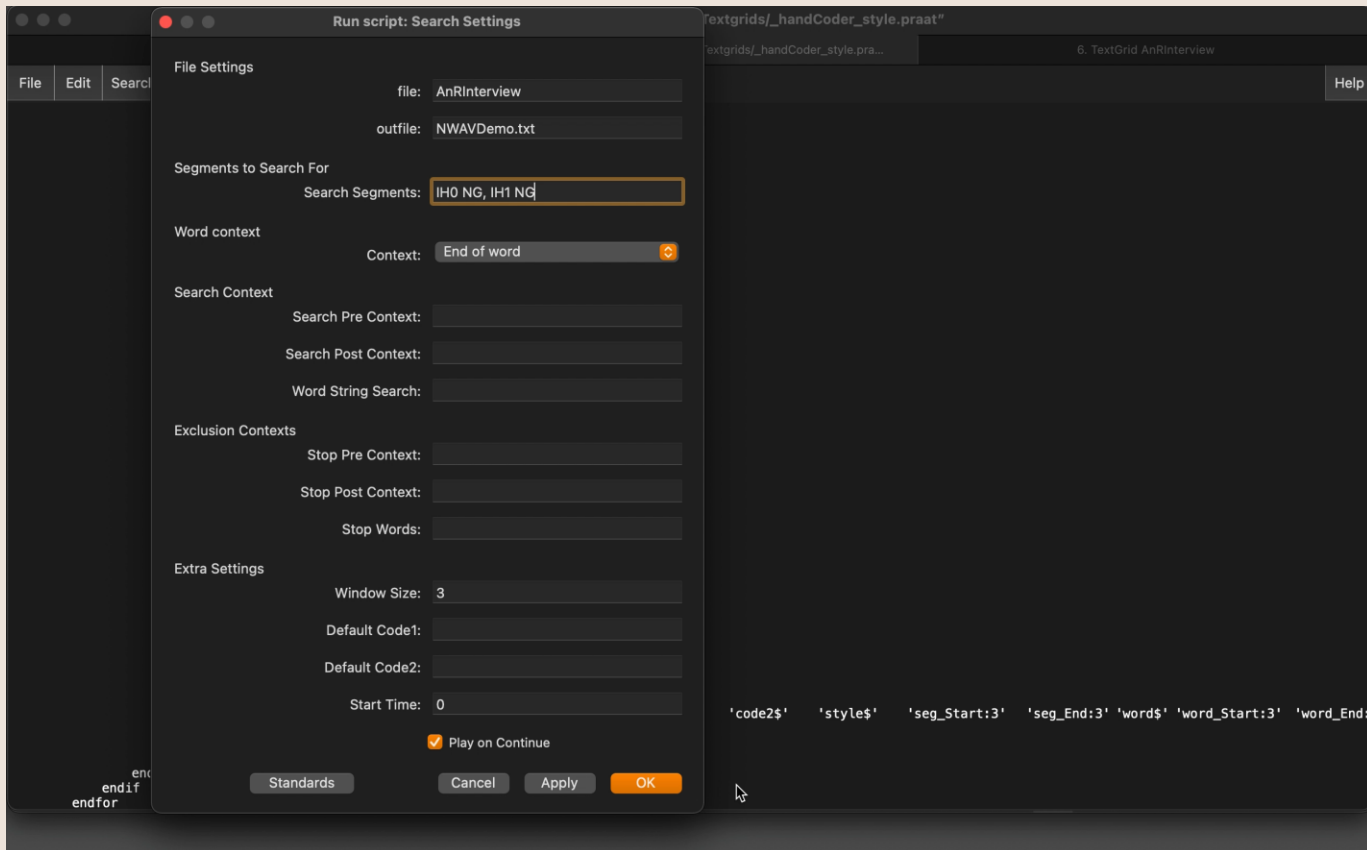 Run script: Search Settings
Textgrids/_handCoder_style.praat"
extgrids/_handCoder_style.pra...
6. TextGrid AnRInterview
File Edit Search
Help
File Settings
file: AnRInterview
outfile: NWAVDemo.txt
Segments to Search For
Search Segments: IH0 NG, IH1 NG
Word context
Context: End of word
Search Context
Search Pre Context:
Search Post Context:
Word String Search:
Exclusion Contexts
Stop Pre Context:
Stop Post Context:
Stop Words:
Extra Settings
Window Size: 3
Default Code1:
Default Code2:
Start Time: 0
'code2$' 'style$' 'seg_Start:3' 'seg_End:3' 'word$' 'word_Start:3' 'word_End:
Play on Continue
Standards Cancel Apply OK
end
endif
endfor